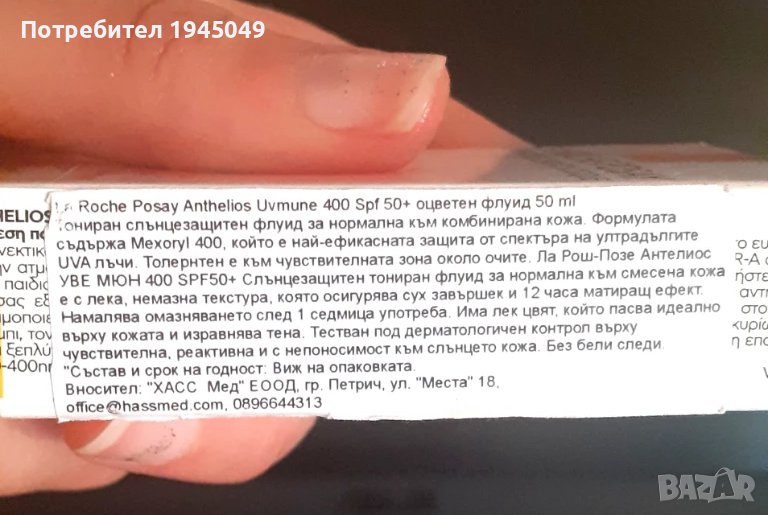 Потребител 1945049
La Roche Posay Anthelios Uvmune 400 Spf 50+ оцветен флуид 50 ml
Тониран слънцезащитен флуид за нормална към комбинирана кожа. Формулата
съдържа Mexoryl 400, който е най-ефикасната защита от спектъра на ултрадългите
UVA лъчи. Толернтен е към чувствителната зона около очите. Ла Рош-Позе Антелиос
УВЕ МЮН 400 SPF50+ Слънцезащитен тониран флуид за нормална към смесена кожа
е с лека, немазна текстура, която осигурява сух завършек и 12 часа матиращ ефект.
Намалява омазняването след 1 седмица употреба. Има лек цвят, който пасва идеално
върху кожата и изравнява тена. Тестван под дерматологичен контрол върху
чувствителна, реактивна и с непоносимост към слънцето кожа. Без бели следи.
"Състав и срок на годност: Виж на опаковката.
Вносител: "ХАСС Мед" ЕООД, гр. Петрич, ул. "Места" 18,
office@hassmed.com, 0896644313
BAZAR